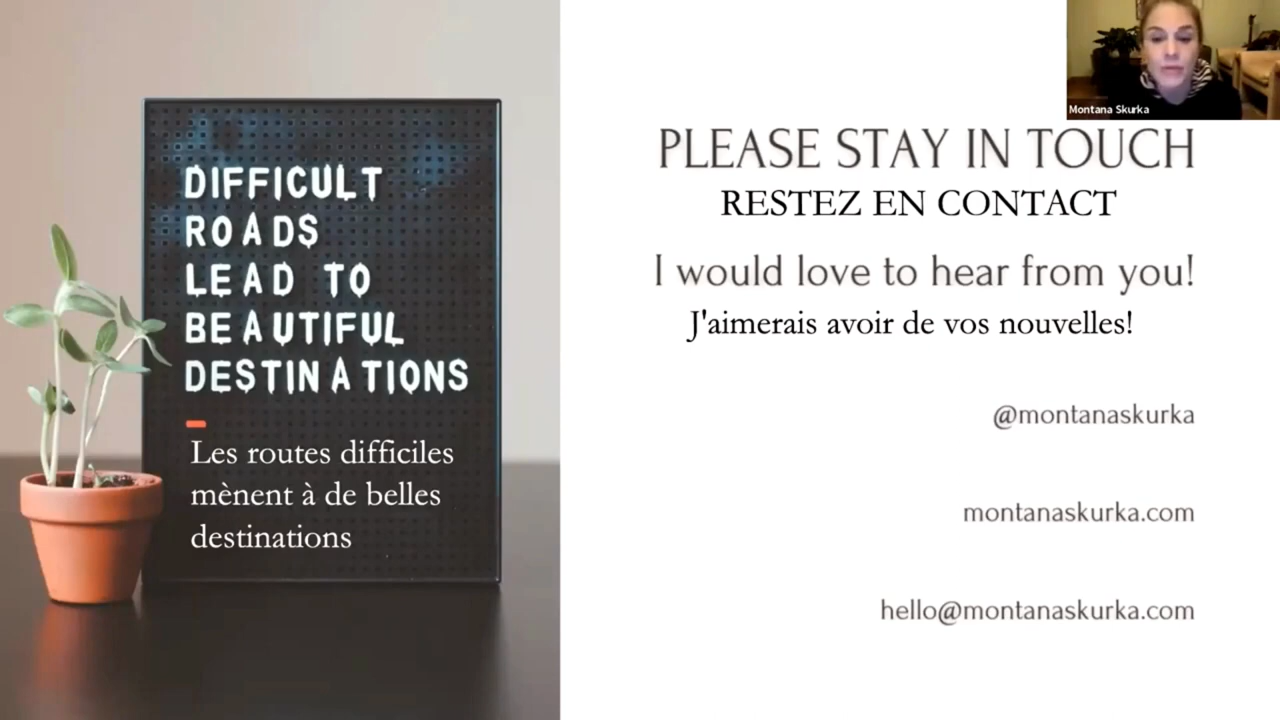 DIFFICULT
ROADS
LEAD TO
BEAUTIFUL
DESTINATIONS
Les routes difficiles
mènent à de belles
destinations
Montana Skurka
PLEASE STAY IN TOUCH
RESTEZ EN CONTACT
I would love to hear from you!
J'aimerais avoir de vos nouvelles!
@montanaskurka
montanaskurka.com
hello@montanaskurka.com